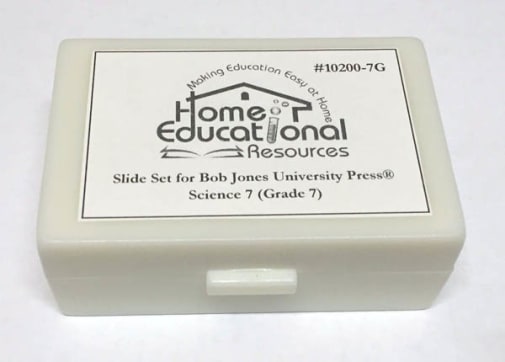 #10200-7G
Making Education Easy at Home
Home
Educational
Resources
Slide Set for Bob Jones University Press®
Science 7 (Grade 7)